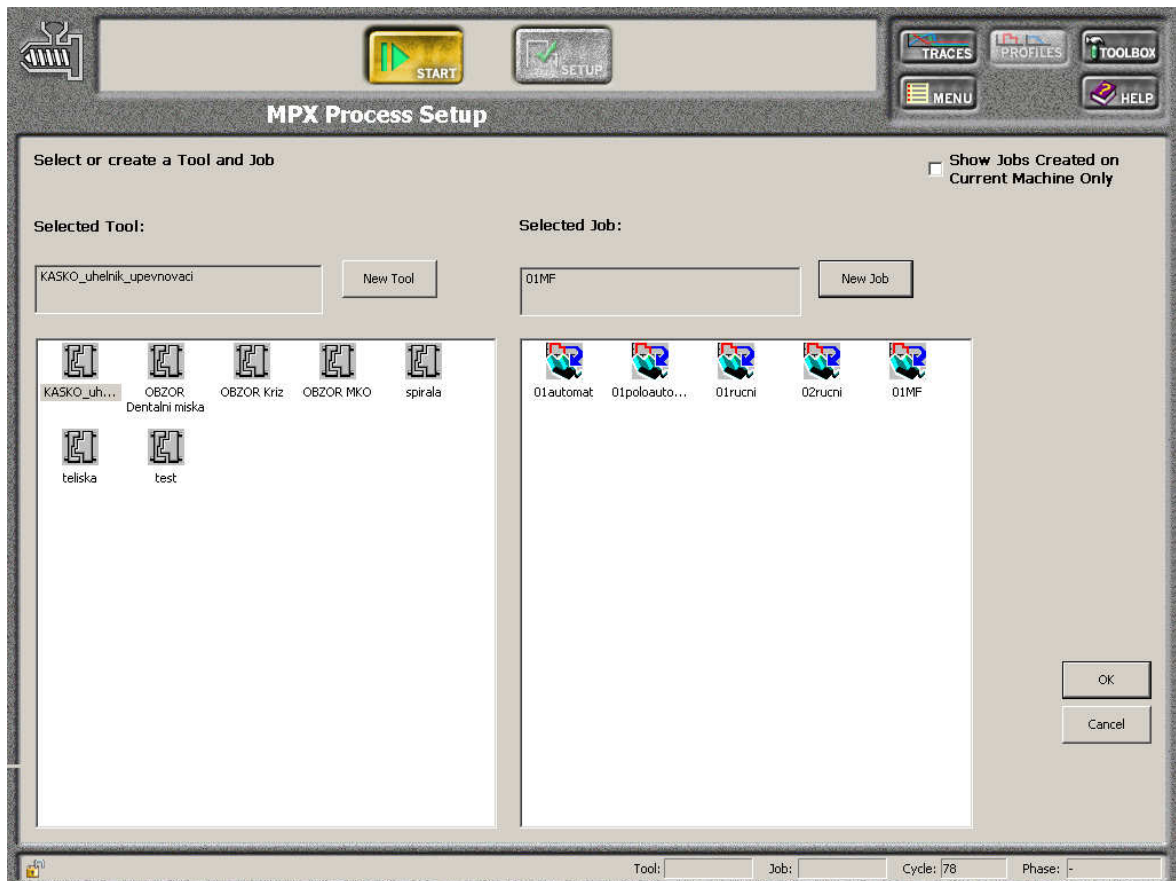 START
SETUP
TRACES
PROFILES
TOOLBOX
MENU
HELP
MPX Process Setup
Select or create a Tool and Job
Show Jobs Created on
Current Machine Only
Selected Tool:
Selected Job:
KASKO_uhelnik_upevnovaci
New Tool
01MF
New Job
KASKO_uh...
OBZOR
Dentalni miska
OBZOR Kriz
OBZOR MKO
spirala
01automat
01poloauto...
01rucni
02rucni
01MF
teliska
test
OK
Cancel
Tool:
Job:
Cycle: 78
Phase: -